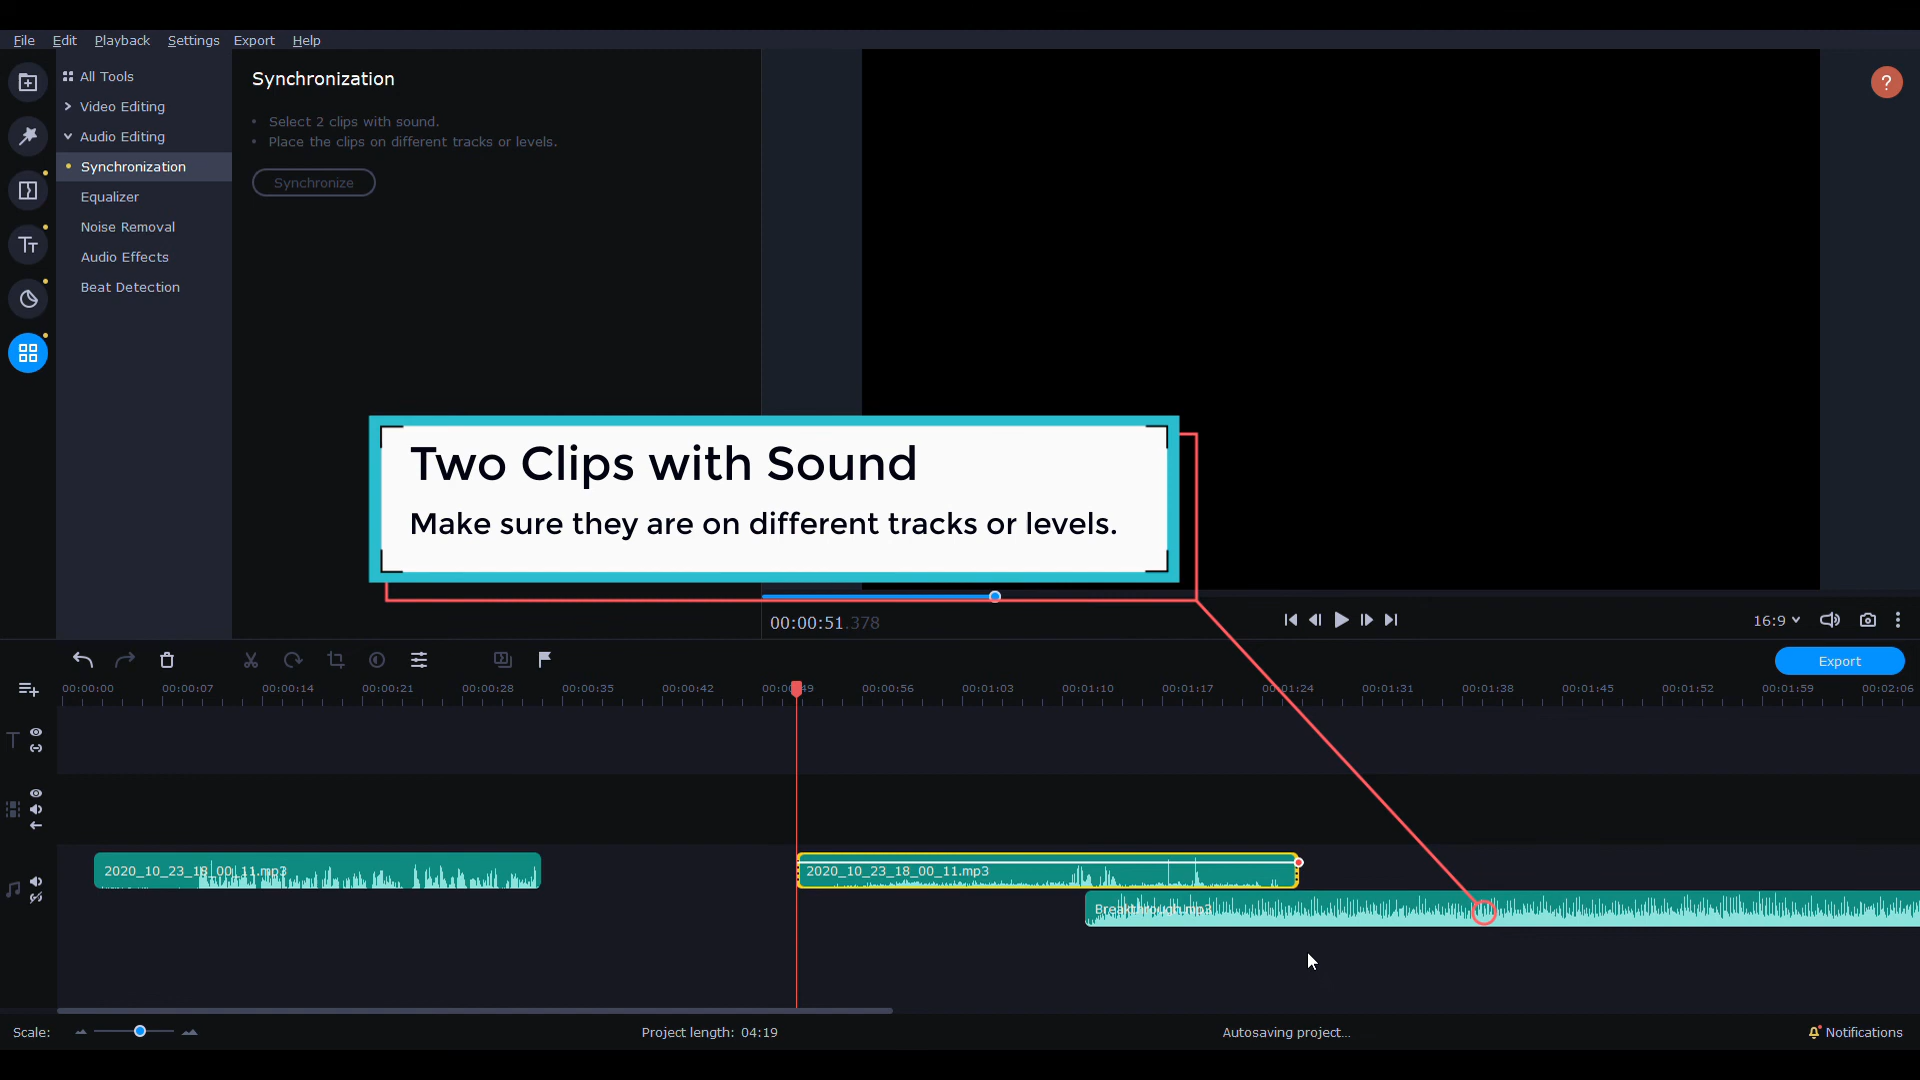 File Edit Playback Settings Export Help
All Tools
Video Editing
Audio Editing
Synchronization
Equalizer
Noise Removal
Audio Effects
Beat Detection
Synchronization
Select 2 clips with sound.
Place the clips on different tracks or levels.
Synchronize
?
Two Clips with Sound
Make sure they are on different tracks or levels.
00:00:51.378
16:9
Export
00:00:00 00:00:07 00:00:14 00:00:21 00:00:28 00:00:35 00:00:42 00:00:49 00:00:56 00:01:03 00:01:10 00:01:17 00:01:24 00:01:31 00:01:38 00:01:45 00:01:52 00:01:59 00:02:06
2020_10_23_18_00_11.mp3 2020_10_23_18_00_11.mp3
Breakthrough.mp3
Scale: Project length: 04:19 Autosaving project... Notifications